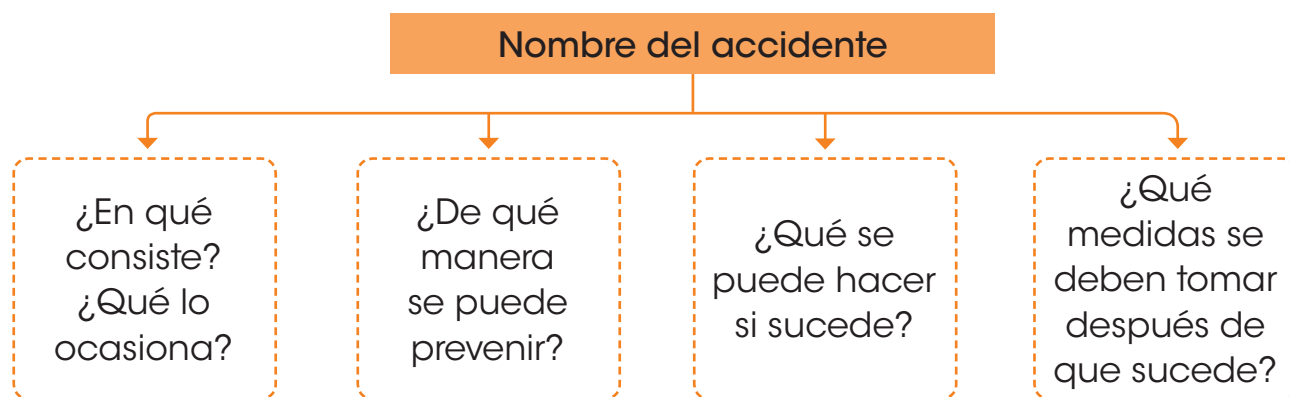 Nombre del accidente
¿En qué
consiste?
¿Qué lo
ocasiona?
¿De qué
manera
se puede
prevenir?
¿Qué se
puede hacer
si sucede?
¿Qué
medidas se
deben tomar
después de
que sucede?